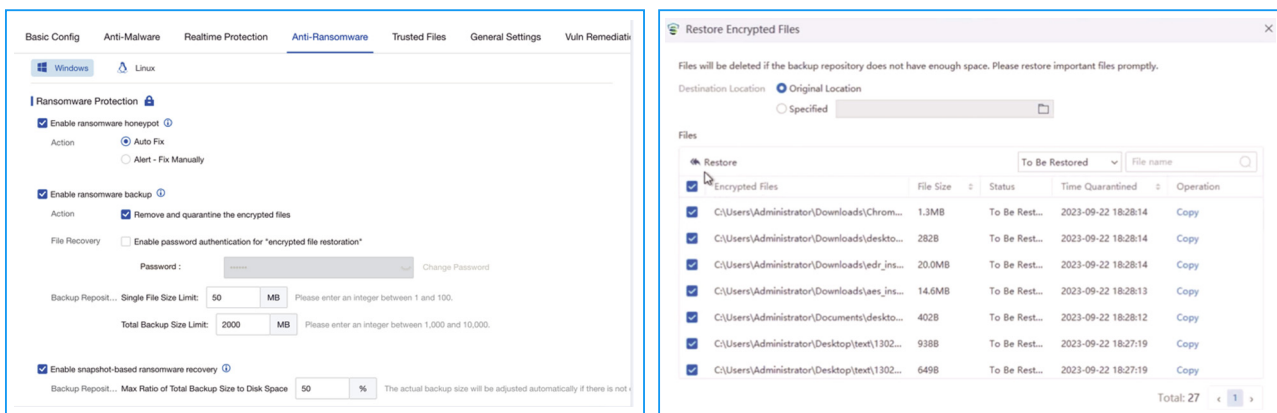 Basic Config Anti-Malware Realtime Protection Anti-Ransomware Trusted Files General Settings Vuln Remediatio
Windows Linux
Ransomware Protection
Enable ransomware honeypot
Action Auto Fix
Alert - Fix Manually
Enable ransomware backup
Action Remove and quarantine the encrypted files
File Recovery Enable password authentication for "encrypted file restoration"
Password : ······ Change Password
Backup Reposit... Single File Size Limit: 50 MB Please enter an integer between 1 and 100.
Total Backup Size Limit: 2000 MB Please enter an integer between 1,000 and 10,000.
Enable snapshot-based ransomware recovery
Backup Reposit... Max Ratio of Total Backup Size to Disk Space 50 % The actual backup size will be adjusted automatically if there is not
Restore Encrypted Files
Files will be deleted if the backup repository does not have enough space. Please restore important files promptly.
Destination Location Original Location
Specified
Files
Restore To Be Restored File name
Encrypted Files File Size Status Time Quarantined Operation
C:\Users\Administrator\Downloads\Chrom... 1.3MB To Be Rest... 2023-09-22 18:28:14 Copy
C:\Users\Administrator\Downloads\deskto... 282B To Be Rest... 2023-09-22 18:28:14 Copy
C:\Users\Administrator\Downloads\edr_ins... 20.0MB To Be Rest... 2023-09-22 18:28:14 Copy
C:\Users\Administrator\Downloads\aes_ins... 14.6MB To Be Rest... 2023-09-22 18:28:13 Copy
C:\Users\Administrator\Documents\deskto... 402B To Be Rest... 2023-09-22 18:28:12 Copy
C:\Users\Administrator\Desktop\text\1302... 938B To Be Rest... 2023-09-22 18:27:19 Copy
C:\Users\Administrator\Desktop\text\1302... 649B To Be Rest... 2023-09-22 18:27:19 Copy
Total: 27 1